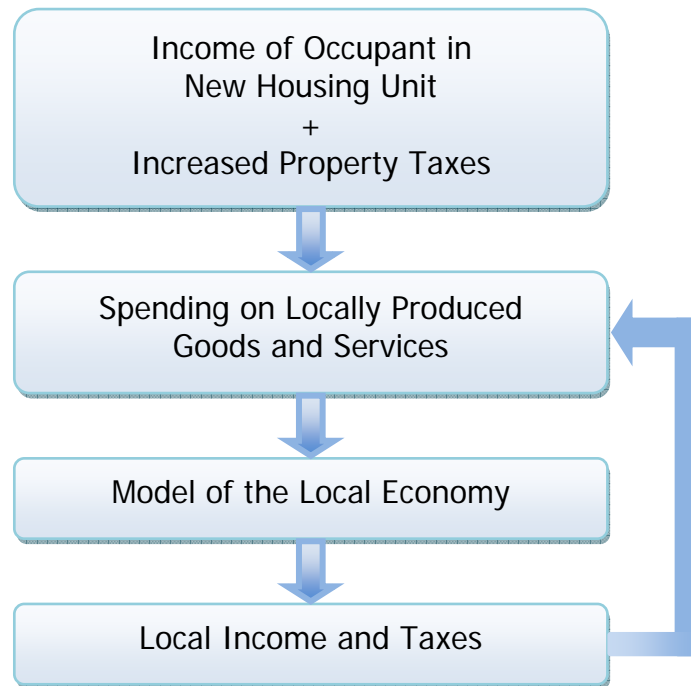 Income of Occupant in
New Housing Unit
+
Increased Property Taxes
Spending on Locally Produced
Goods and Services
Model of the Local Economy
Local Income and Taxes